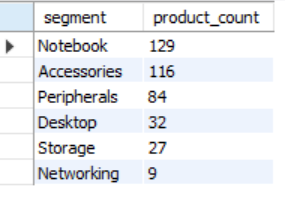 segment product_count
Notebook 129
Accessories 116
Peripherals 84
Desktop 32
Storage 27
Networking 9